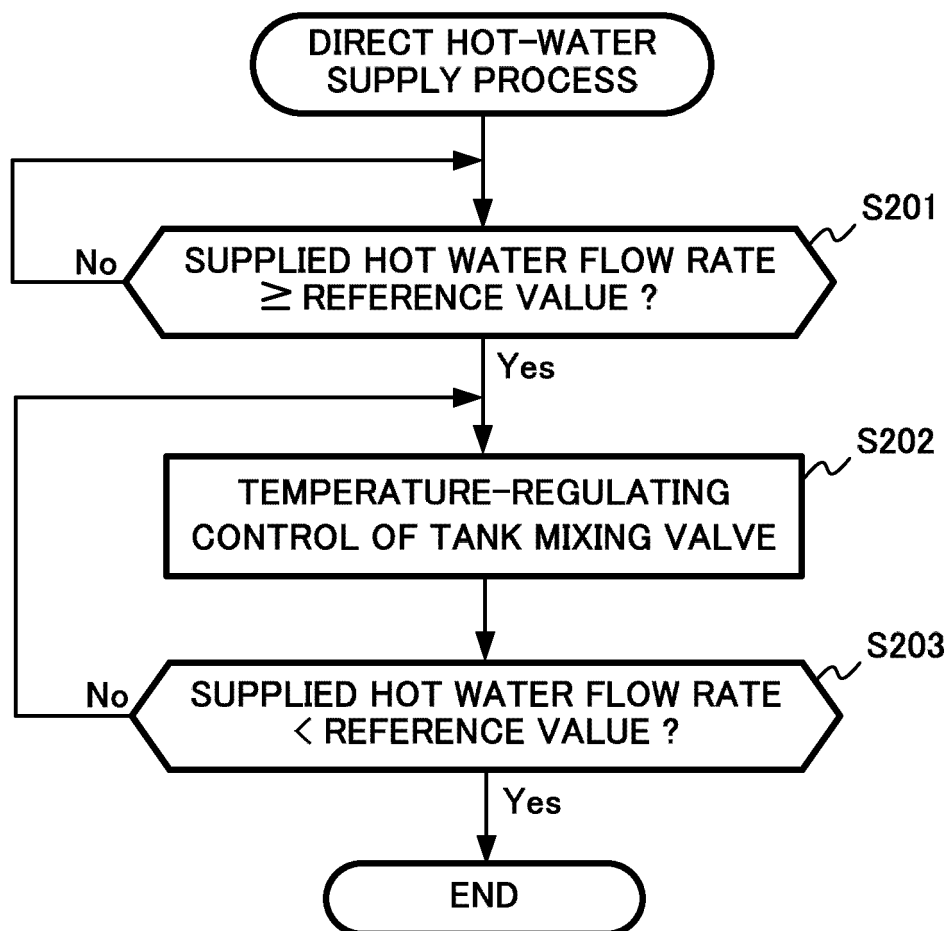 DIRECT HOT-WATER
SUPPLY PROCESS
S201
No
SUPPLIED HOT WATER FLOW RATE
≥ REFERENCE VALUE ?
Yes
S202
TEMPERATURE-REGULATING
CONTROL OF TANK MIXING VALVE
S203
No
SUPPLIED HOT WATER FLOW RATE
< REFERENCE VALUE ?
Yes
END